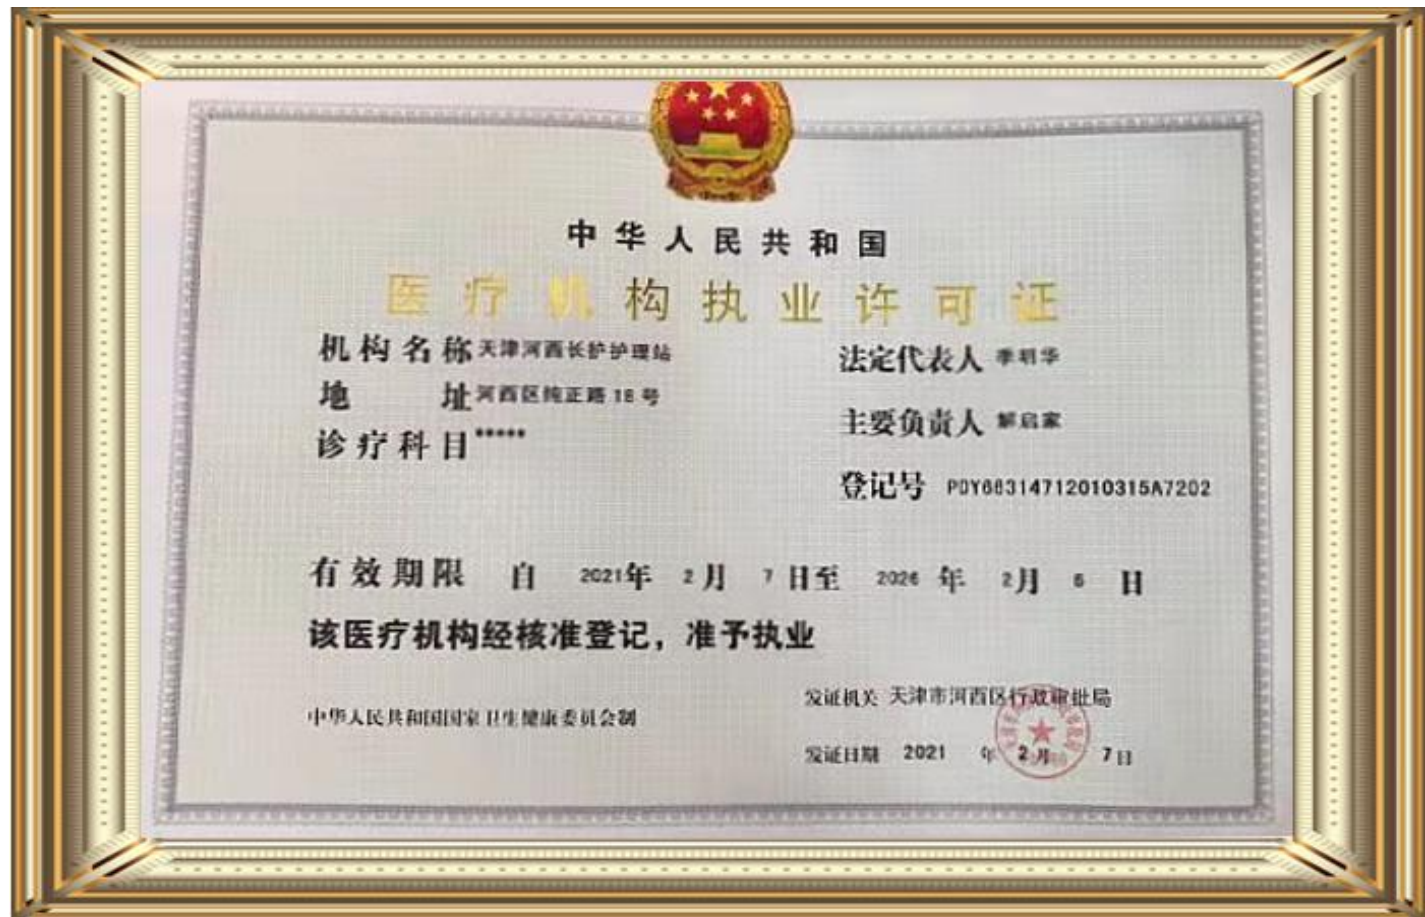 中华人民共和国
医疗机构执业许可证
机构名称 天津河西长护护理站
法定代表人 季明华
地址 河西区纯正路 18 号
主要负责人 解启家
诊疗科目 *****
登记号 PDY66314712010315A7202
有效期限 自 2021年 2月 7日至 2026年 2月 6日
该医疗机构经核准登记，准予执业
发证机关 天津市河西区行政审批局
中华人民共和国国家卫生健康委员会制
发证日期 2021年 2月 7日